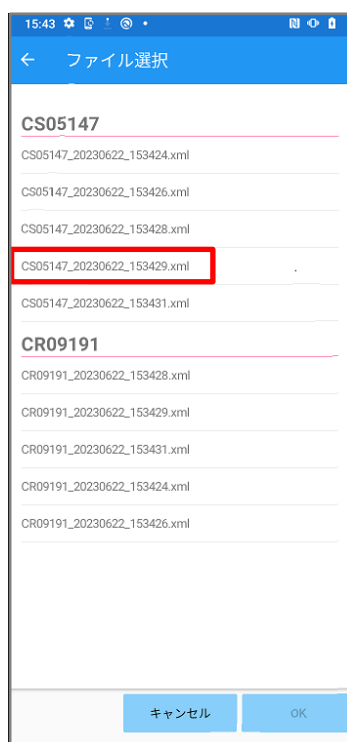 15:43
ファイル選択
CS05147
CS05147_20230622_153424.xml
CS05147_20230622_153426.xml
CS05147_20230622_153428.xml
CS05147_20230622_153429.xml
CS05147_20230622_153431.xml
CR09191
CR09191_20230622_153428.xml
CR09191_20230622_153429.xml
CR09191_20230622_153431.xml
CR09191_20230622_153424.xml
CR09191_20230622_153426.xml
キャンセル OK